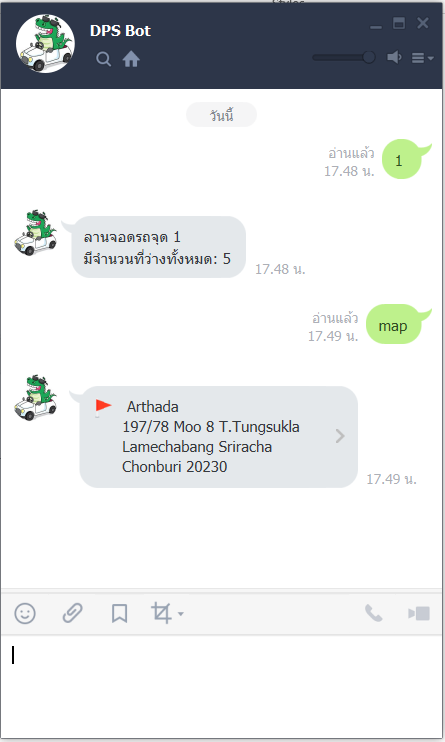 DPS Bot
วันนี้
อ่านแล้ว
17.48 น.
1
ลานจอดรถจุด 1
มีจำนวนที่ว่างทั้งหมด: 5
17.48 น.
อ่านแล้ว
17.49 น.
map
Arthada
197/78 Moo 8 T.Tungsukla
Lamechabang Sriracha
Chonburi 20230
17.49 น.